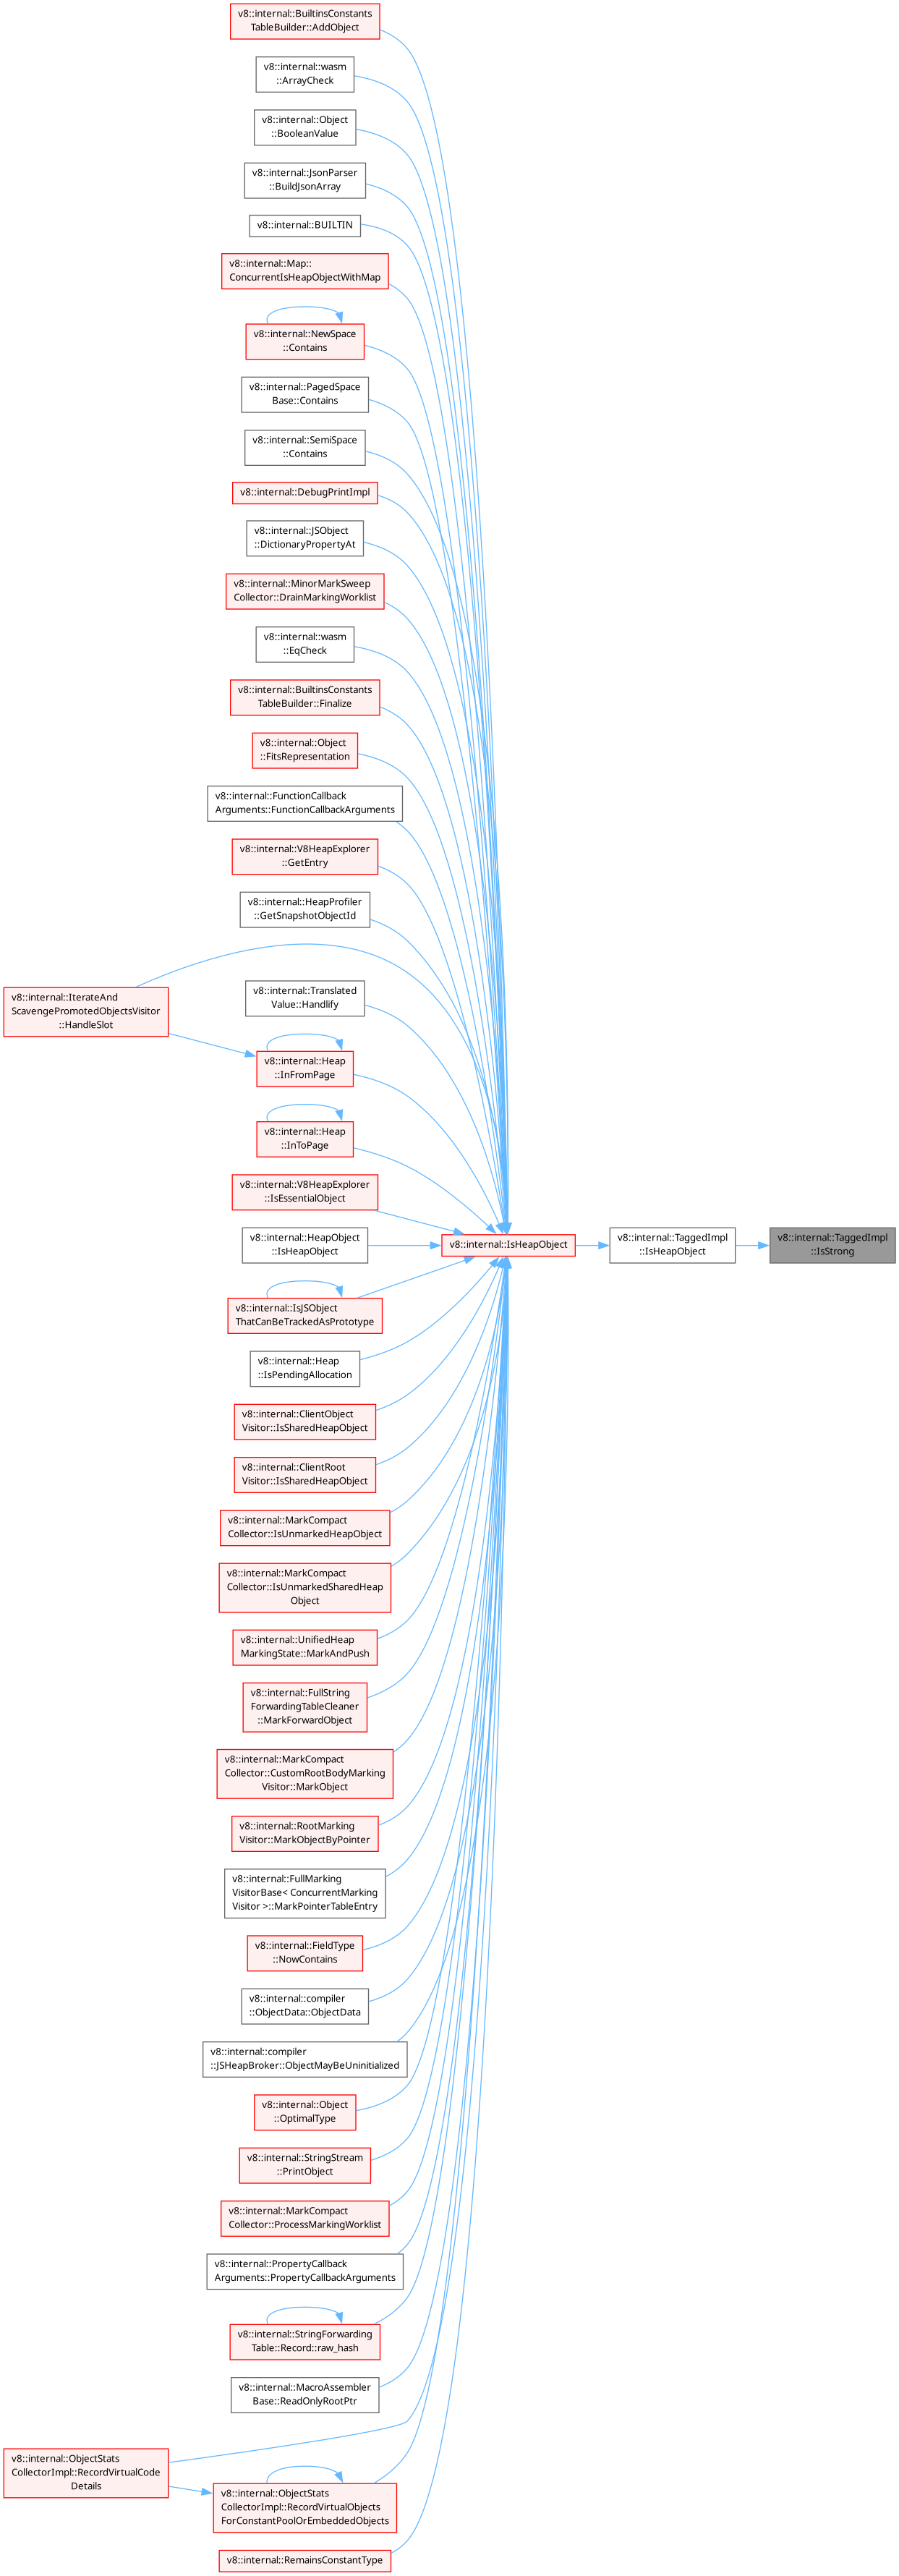 v8::internal::BuiltinsConstants
TableBuilder::AddObject
v8::internal::wasm
::ArrayCheck
v8::internal::Object
::BooleanValue
v8::internal::JsonParser
::BuildJsonArray
v8::internal::BUILTIN
v8::internal::Map::
ConcurrentIsHeapObjectWithMap
v8::internal::NewSpace
::Contains
v8::internal::PagedSpace
Base::Contains
v8::internal::SemiSpace
::Contains
v8::internal::DebugPrintImpl
v8::internal::JSObject
::DictionaryPropertyAt
v8::internal::MinorMarkSweep
Collector::DrainMarkingWorklist
v8::internal::wasm
::EqCheck
v8::internal::BuiltinsConstants
TableBuilder::Finalize
v8::internal::Object
::FitsRepresentation
v8::internal::FunctionCallback
Arguments::FunctionCallbackArguments
v8::internal::V8HeapExplorer
::GetEntry
v8::internal::HeapProfiler
::GetSnapshotObjectId
v8::internal::IterateAnd
ScavengePromotedObjectsVisitor
::HandleSlot
v8::internal::Translated
Value::Handlify
v8::internal::Heap
::InFromPage
v8::internal::Heap
::InToPage
v8::internal::V8HeapExplorer
::IsEssentialObject
v8::internal::HeapObject
::IsHeapObject
v8::internal::IsHeapObject
v8::internal::TaggedImpl
::IsHeapObject
v8::internal::TaggedImpl
::IsStrong
v8::internal::IsJSObject
ThatCanBeTrackedAsPrototype
v8::internal::Heap
::IsPendingAllocation
v8::internal::ClientObject
Visitor::IsSharedHeapObject
v8::internal::ClientRoot
Visitor::IsSharedHeapObject
v8::internal::MarkCompact
Collector::IsUnmarkedHeapObject
v8::internal::MarkCompact
Collector::IsUnmarkedSharedHeap
Object
v8::internal::UnifiedHeap
MarkingState::MarkAndPush
v8::internal::FullString
ForwardingTableCleaner
::MarkForwardObject
v8::internal::MarkCompact
Collector::CustomRootBodyMarking
Visitor::MarkObject
v8::internal::RootMarking
Visitor::MarkObjectByPointer
v8::internal::FullMarking
VisitorBase< ConcurrentMarking
Visitor >::MarkPointerTableEntry
v8::internal::FieldType
::NowContains
v8::internal::compiler
::ObjectData::ObjectData
v8::internal::compiler
::JSHeapBroker::ObjectMayBeUninitialized
v8::internal::Object
::OptimalType
v8::internal::StringStream
::PrintObject
v8::internal::MarkCompact
Collector::ProcessMarkingWorklist
v8::internal::PropertyCallback
Arguments::PropertyCallbackArguments
v8::internal::StringForwarding
Table::Record::raw_hash
v8::internal::MacroAssembler
Base::ReadOnlyRootPtr
v8::internal::ObjectStats
CollectorImpl::RecordVirtualCode
Details
v8::internal::ObjectStats
CollectorImpl::RecordVirtualObjects
ForConstantPoolOrEmbeddedObjects
v8::internal::RemainsConstantType